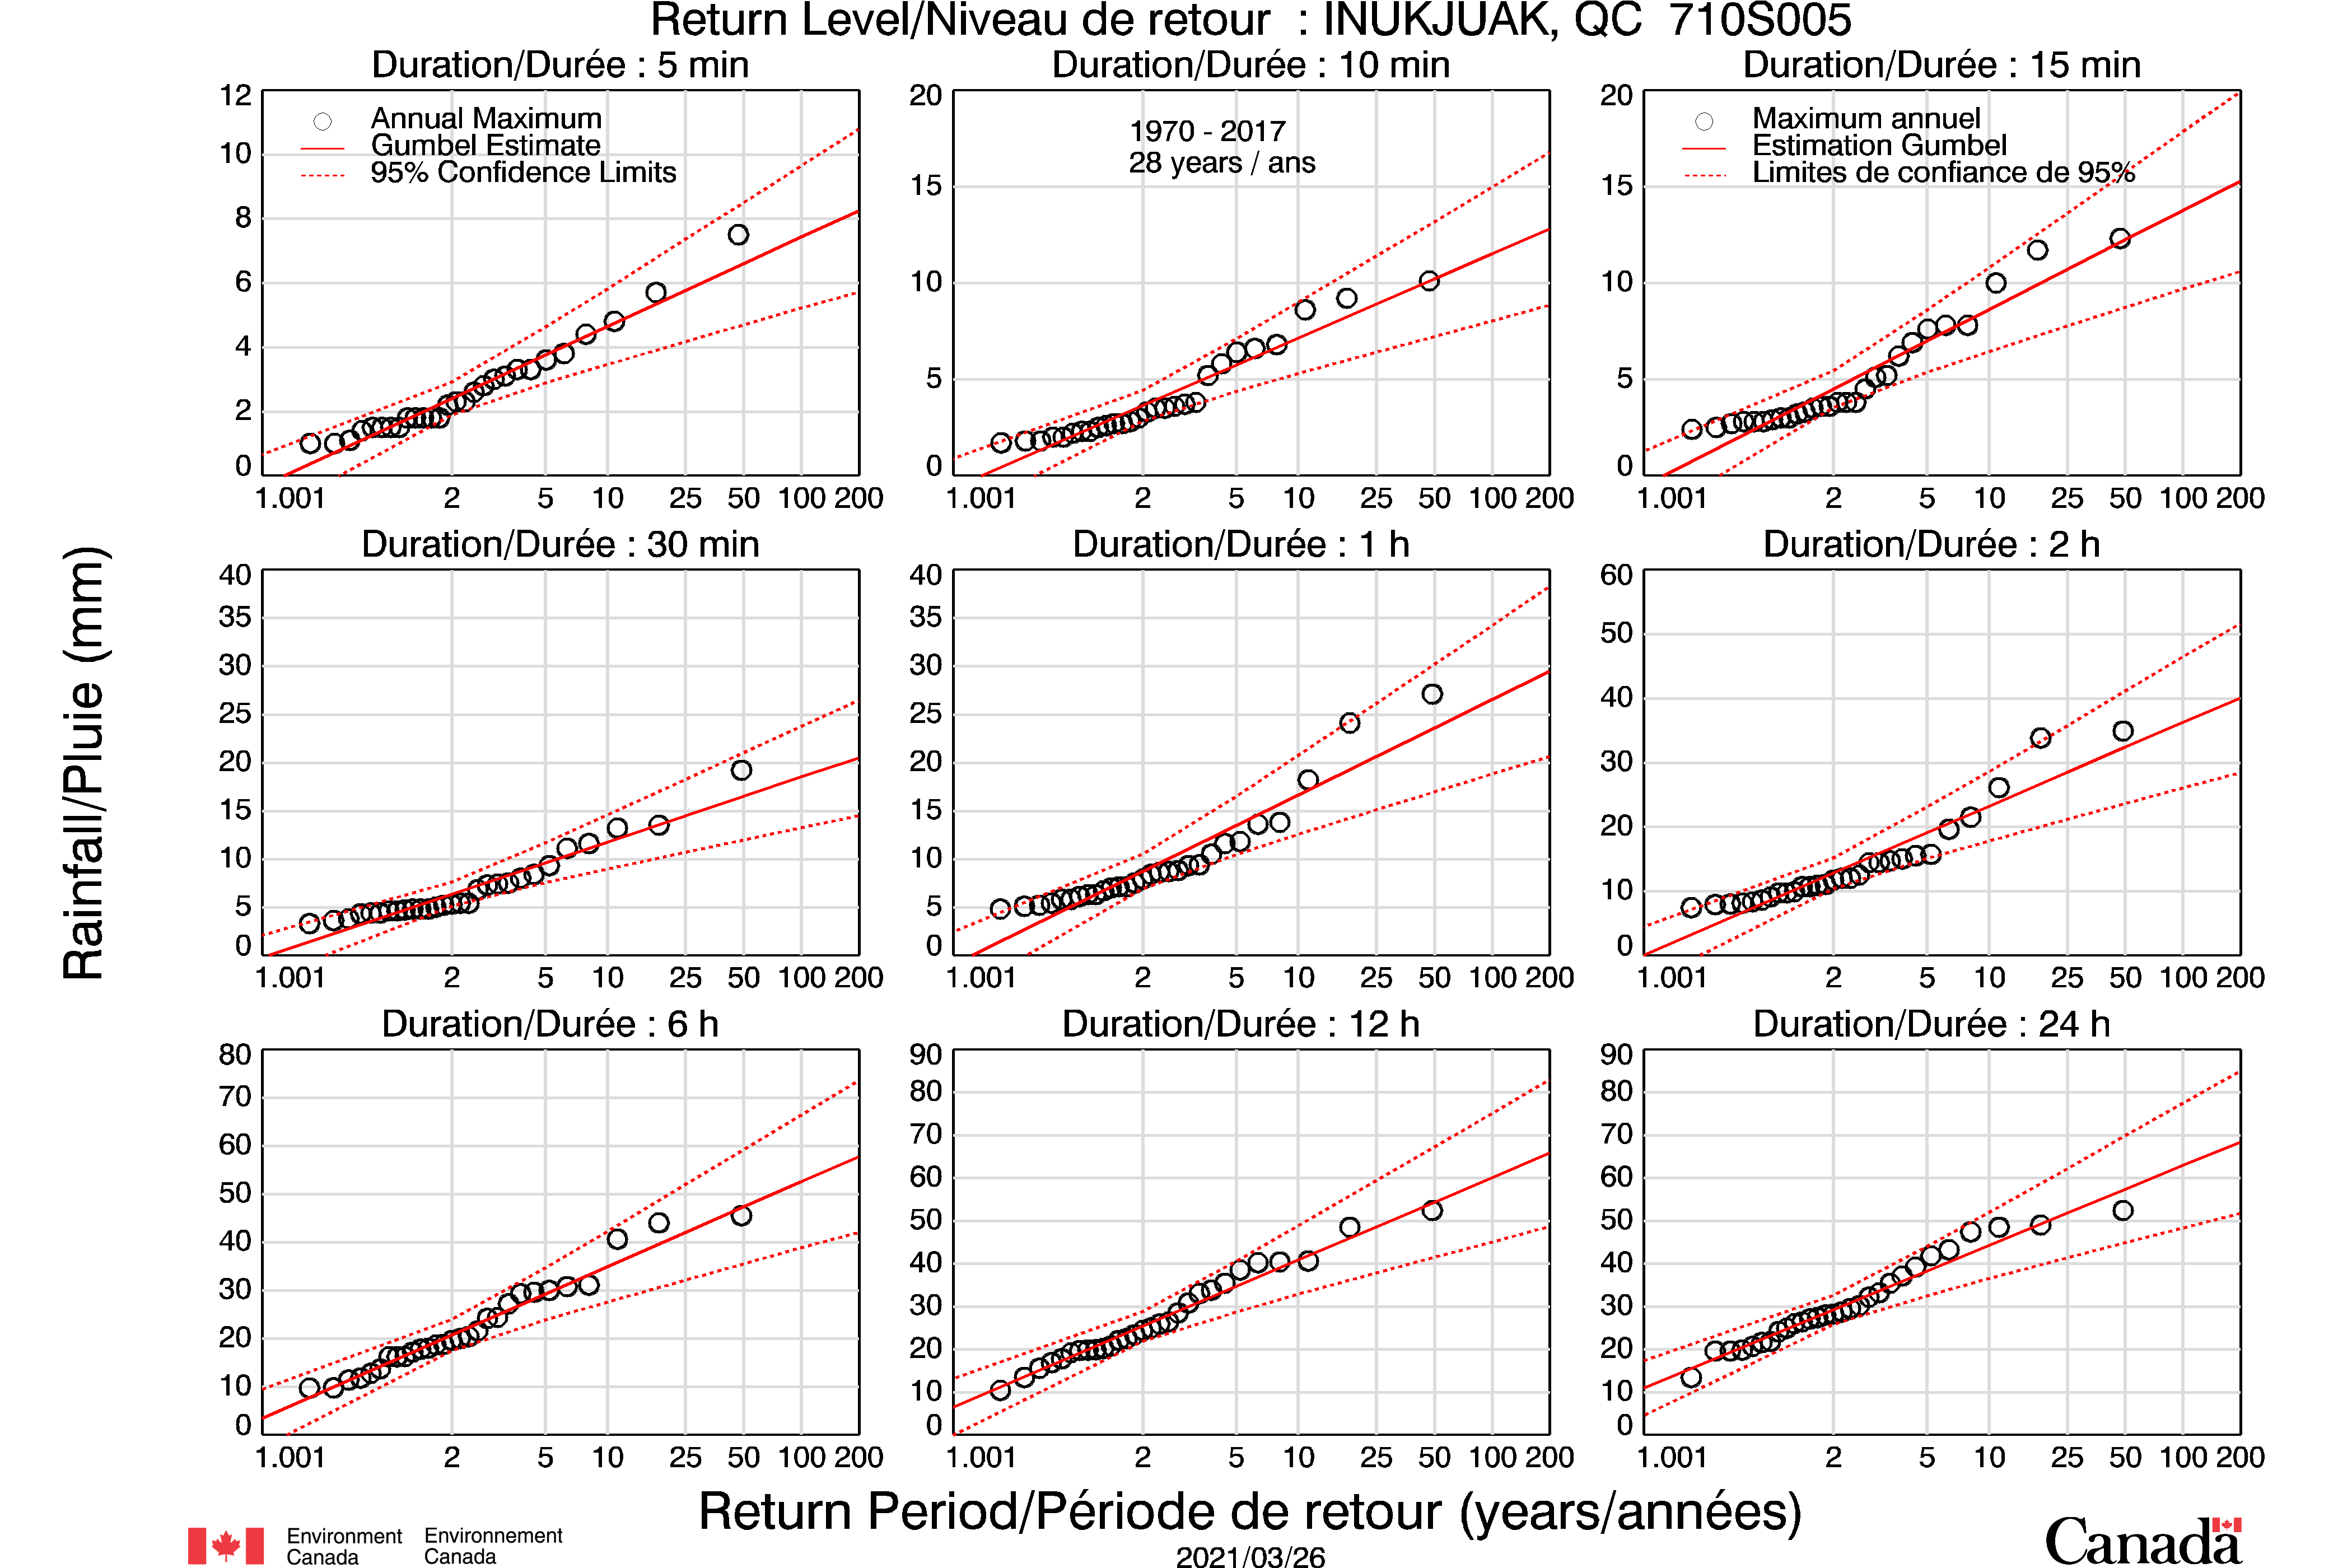 Return Level/Niveau de retour : INUKJUAK, QC 710S005
Duration/Durée : 5 min
12
10
8
6
4
2
0
Annual Maximum
Gumbel Estimate
95% Confidence Limits
1.001 2 5 10 25 50 100 200
Duration/Durée : 10 min
20
15
10
5
0
1970 - 2017
28 years / ans
1.001 2 5 10 25 50 100 200
Duration/Durée : 15 min
20
15
10
5
0
Maximum annuel
Estimation Gumbel
Limites de confiance de 95%
1.001 2 5 10 25 50 100 200
Rainfall/Pluie (mm)
Duration/Durée : 30 min
40
35
30
25
20
15
10
5
0
1.001 2 5 10 25 50 100 200
Duration/Durée : 1 h
40
35
30
25
20
15
10
5
0
1.001 2 5 10 25 50 100 200
Duration/Durée : 2 h
60
50
40
30
20
10
0
1.001 2 5 10 25 50 100 200
Duration/Durée : 6 h
80
70
60
50
40
30
20
10
0
1.001 2 5 10 25 50 100 200
Duration/Durée : 12 h
90
80
70
60
50
40
30
20
10
0
1.001 2 5 10 25 50 100 200
Duration/Durée : 24 h
90
80
70
60
50
40
30
20
10
0
1.001 2 5 10 25 50 100 200
Return Period/Période de retour (years/années)
Environment Canada
Environnement Canada
2021/03/26
Canada